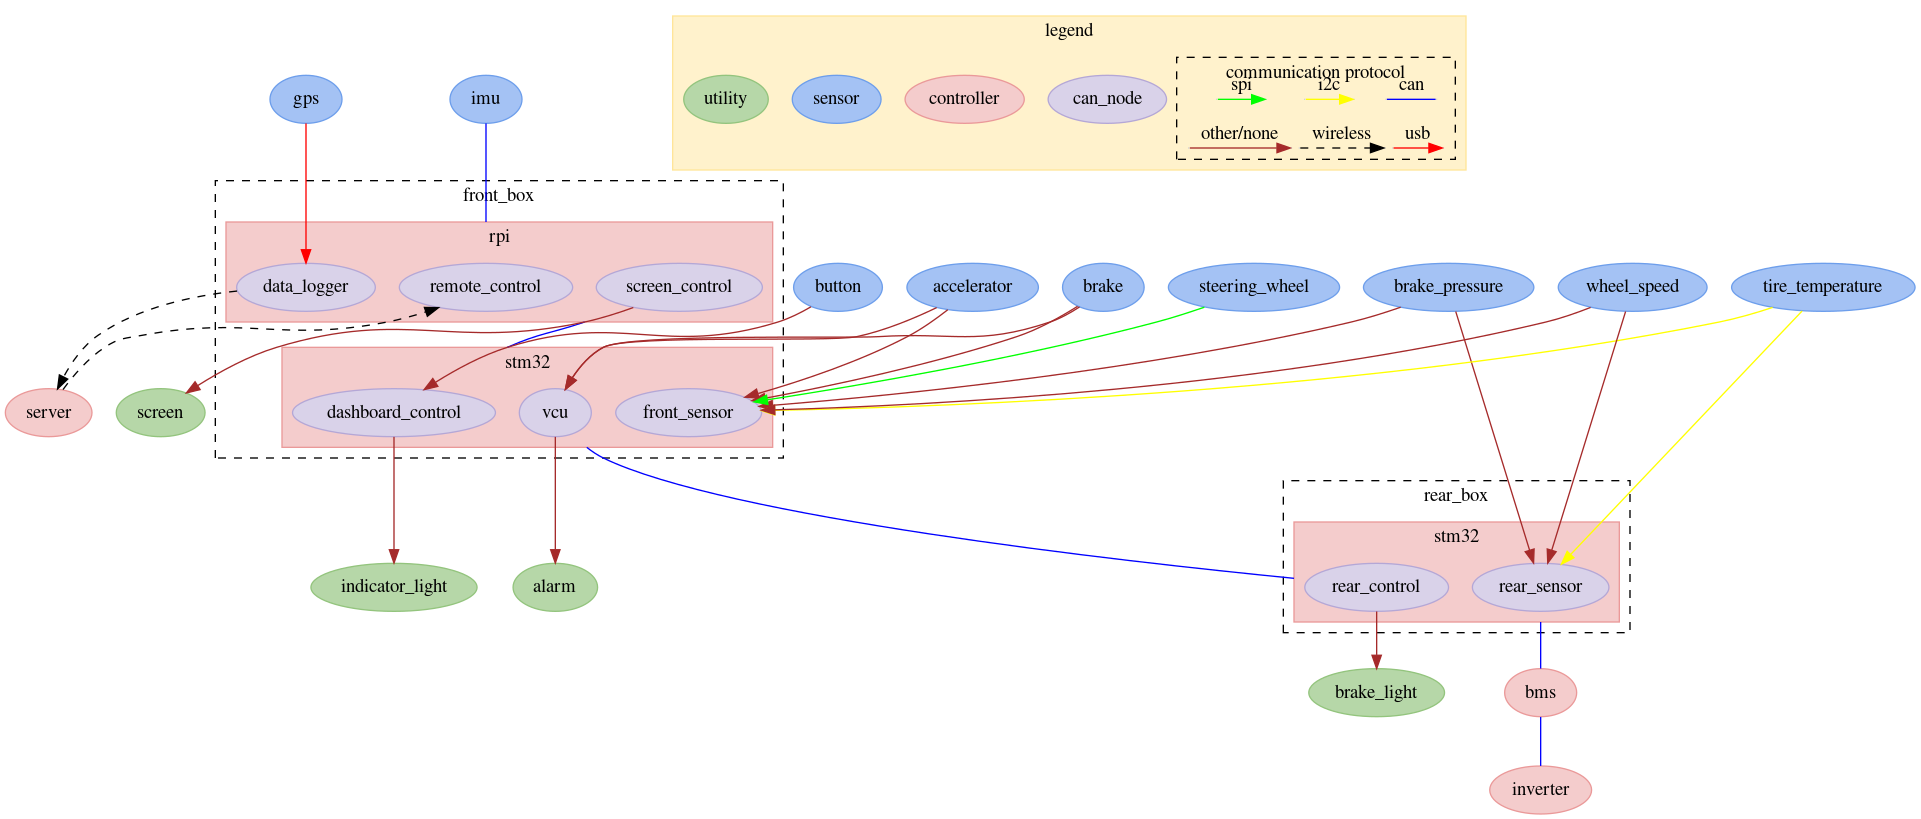 legend
communication protocol
utility
sensor
controller
can_node
spi
i2c
can
other/none
wireless
usb
gps
imu
front_box
rpi
data_logger
remote_control
screen_control
button
accelerator
brake
steering_wheel
brake_pressure
wheel_speed
tire_temperature
stm32
server
screen
dashboard_control
vcu
front_sensor
rear_box
stm32
indicator_light
alarm
rear_control
rear_sensor
brake_light
bms
inverter